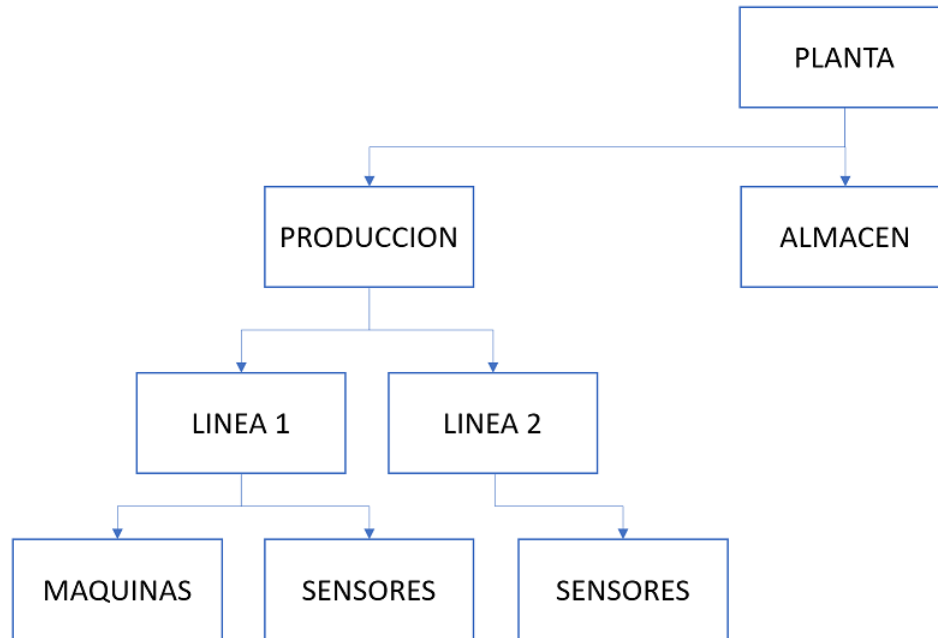 PLANTA
PRODUCCION
ALMACEN
LINEA 1
LINEA 2
MAQUINAS
SENSORES
SENSORES